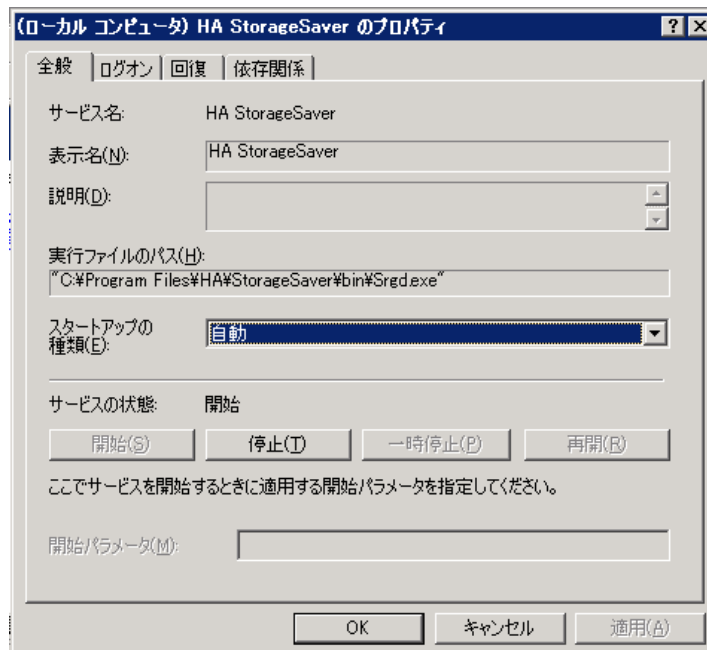 (ローカル コンピュータ) HA StorageSaver のプロパティ
全般 ログオン 回復 依存関係
サービス名: HA StorageSaver
表示名(N): HA StorageSaver
説明(D):
実行ファイルのパス(H):
"C:¥Program Files¥HA¥StorageSaver¥bin¥Srgd.exe"
スタートアップの
種類(E): 自動
サービスの状態: 開始
開始(S) 停止(T) 一時停止(P) 再開(R)
ここでサービスを開始するときに適用する開始パラメータを指定してください。
開始パラメータ(M):
OK キャンセル 適用(A)